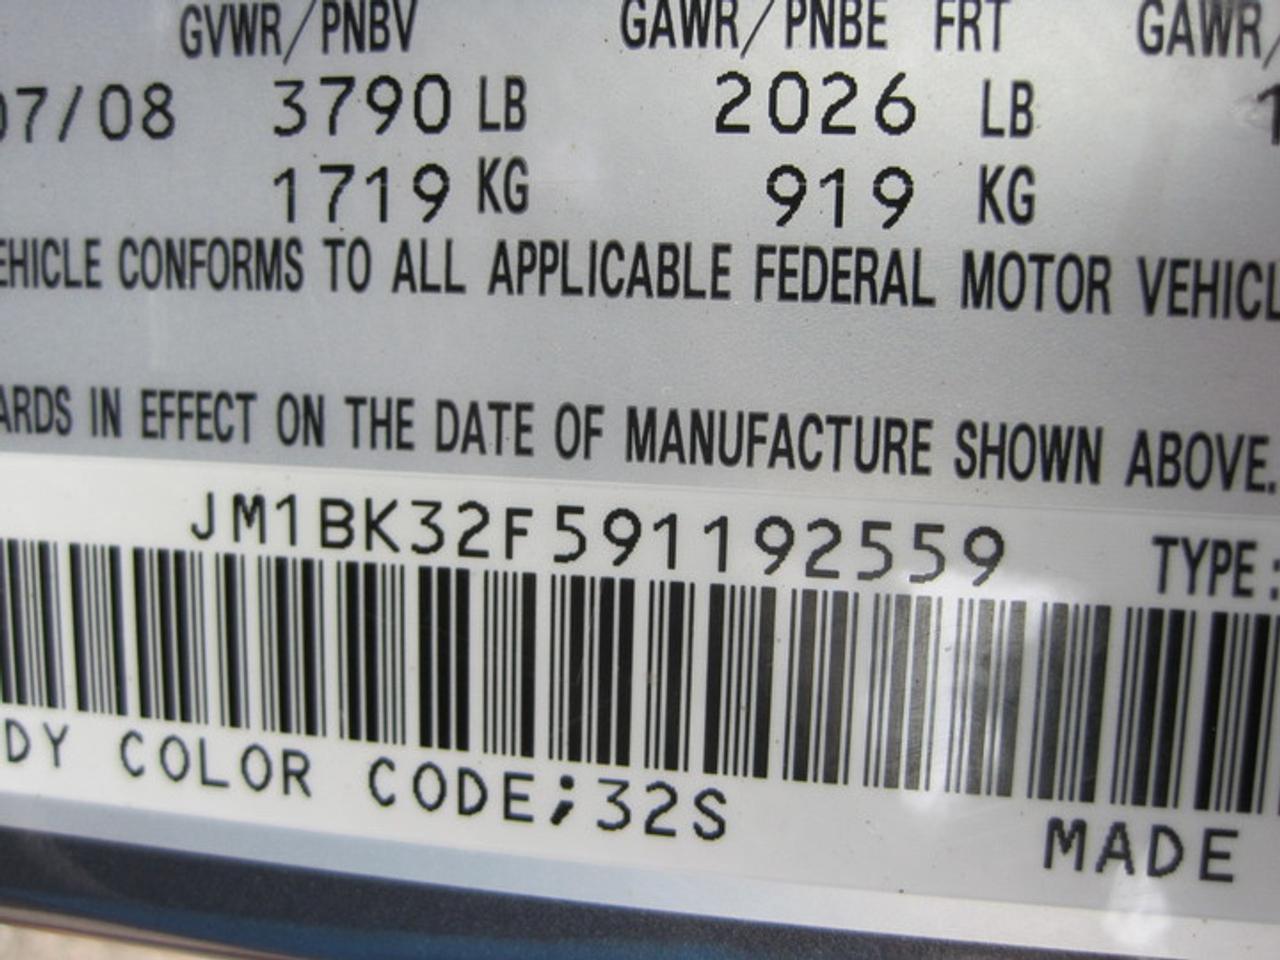 GVWR/PNBV GAWR/PNBE FRT GAWR/
07/08 3790 LB 2026 LB 1
1719 KG 919 KG
EHICLE CONFORMS TO ALL APPLICABLE FEDERAL MOTOR VEHICL
ARDS IN EFFECT ON THE DATE OF MANUFACTURE SHOWN ABOVE.
JM1BK32F591192559 TYPE:
DY COLOR CODE;32S MADE